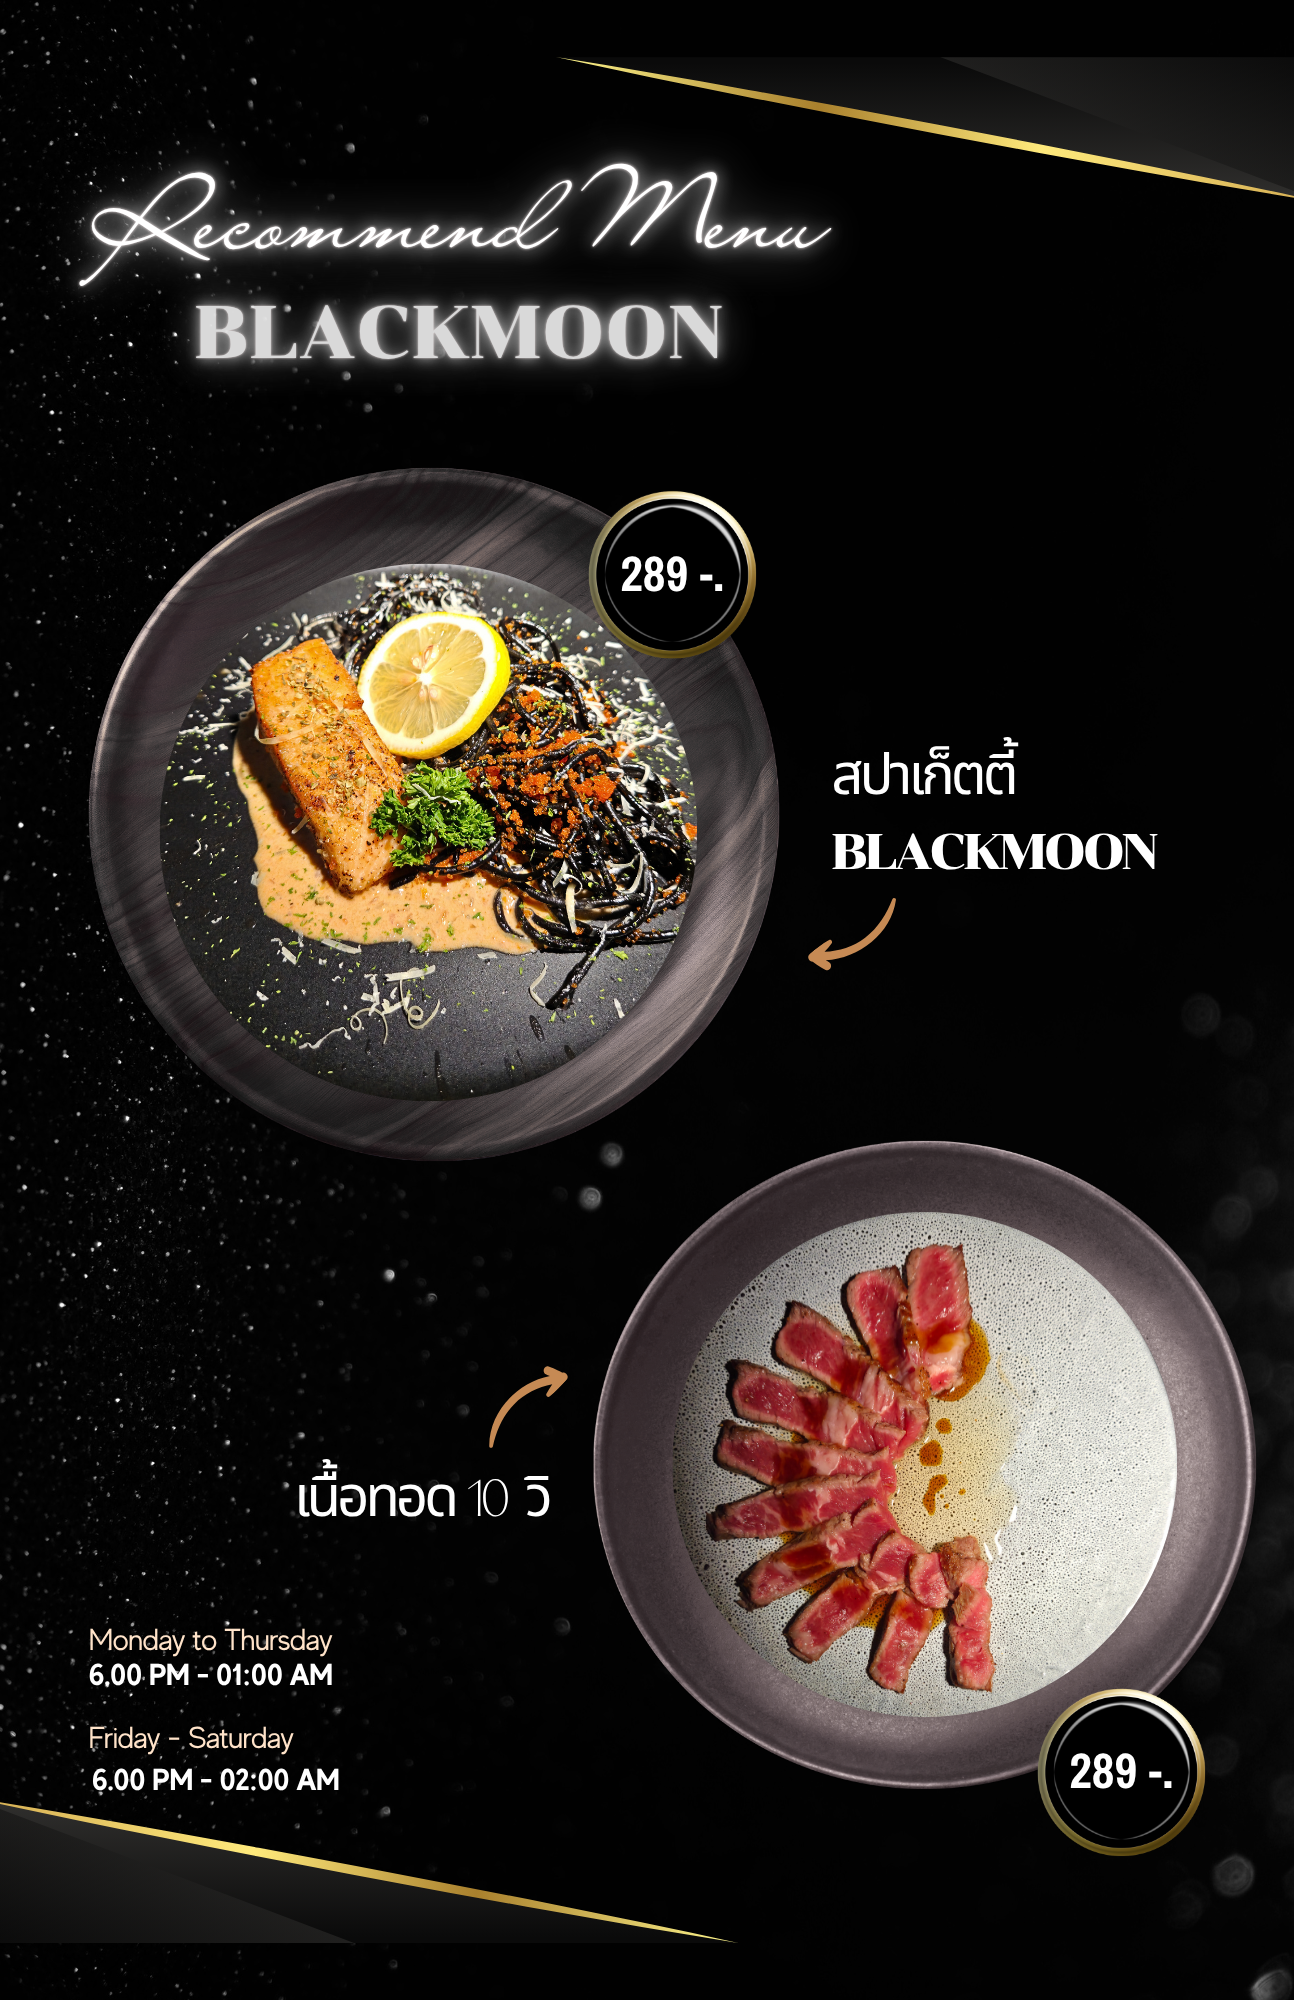 Recommend Menu
BLACKMOON
289 -.
สปาเก็ตตี้
BLACKMOON
เนื้อทอด 10 วิ
Monday to Thursday
6.00 PM - 01:00 AM
Friday - Saturday
6.00 PM - 02:00 AM
289 -.